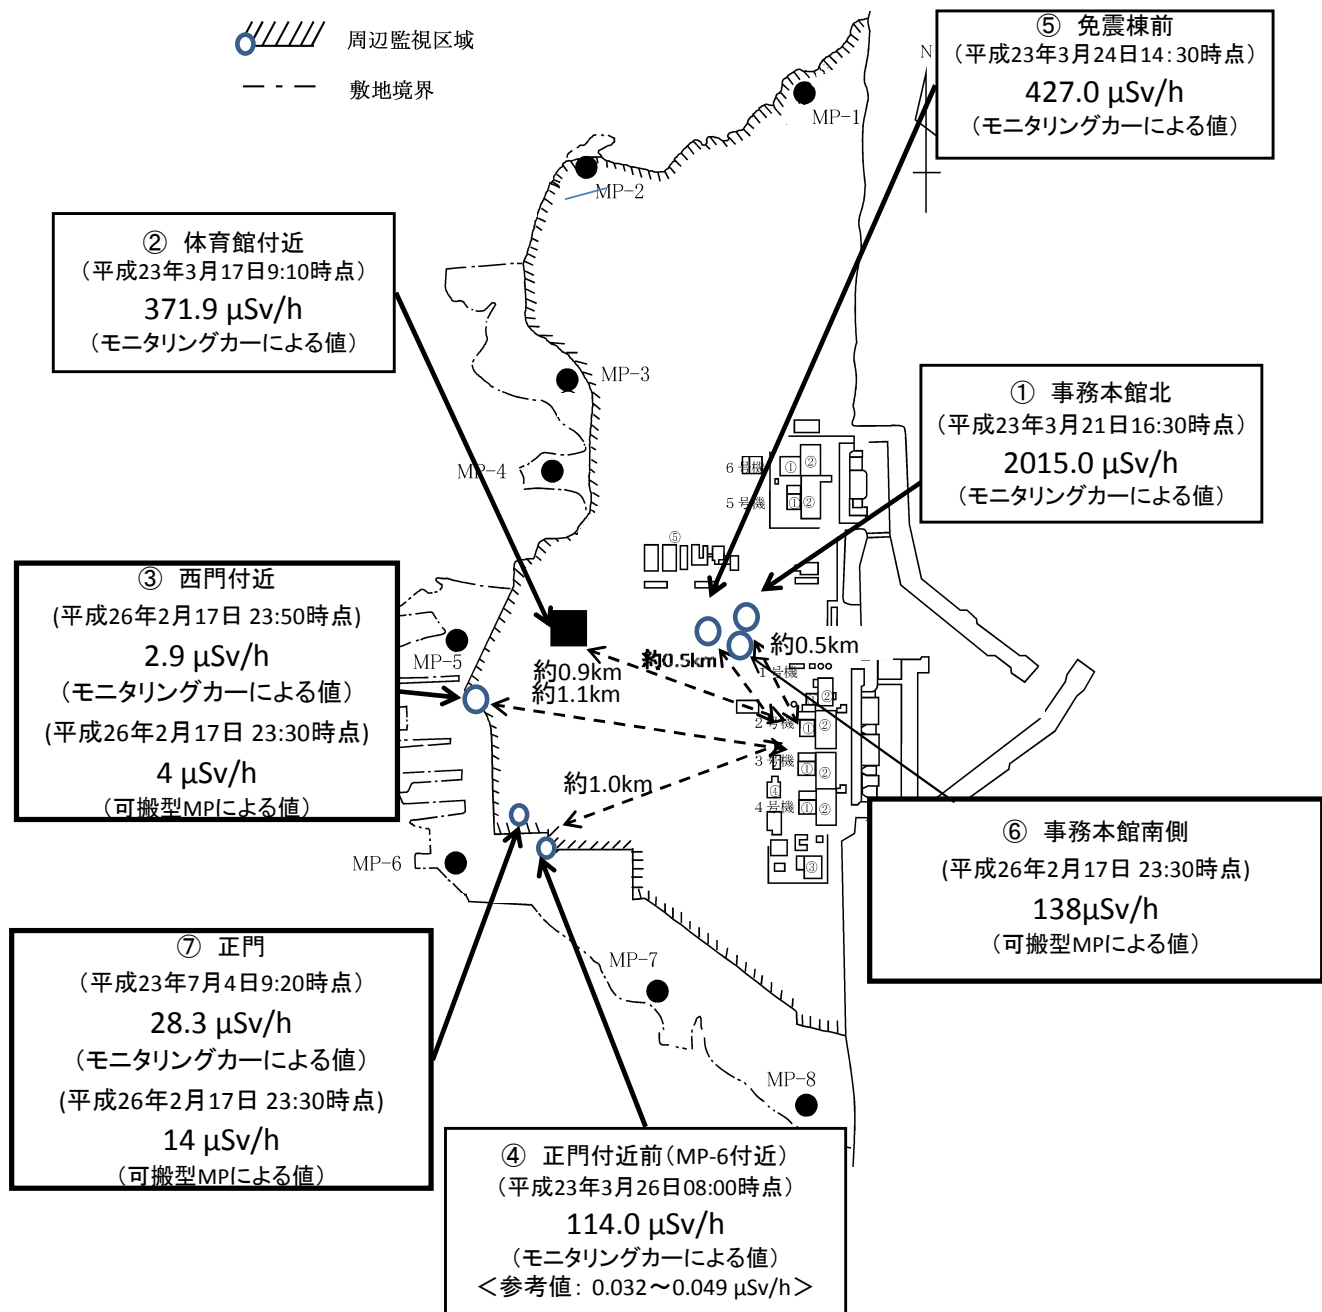 周辺監視区域
敷地境界
⑤ 免震棟前
(平成23年3月24日14:30時点)
427.0 μSv/h
(モニタリングカーによる値)
N
MP-1
MP-2
② 体育館付近
(平成23年3月17日9:10時点)
371.9 μSv/h
(モニタリングカーによる値)
MP-3
① 事務本館北
(平成23年3月21日16:30時点)
2015.0 μSv/h
(モニタリングカーによる値)
MP-4
6号機
① ②
5号機
① ②
⑤
③ 西門付近
(平成26年2月17日 23:50時点)
2.9 μSv/h
(モニタリングカーによる値)
(平成26年2月17日 23:30時点)
4 μSv/h
(可搬型MPによる値)
MP-5
約0.5km
約0.5km
約0.9km
約1.1km
1号機
②
2号機
① ②
3号機
① ②
約1.0km
④
4号機
① ②
③
⑥ 事務本館南側
(平成26年2月17日 23:30時点)
138μSv/h
(可搬型MPによる値)
MP-6
⑦ 正門
(平成23年7月4日9:20時点)
28.3 μSv/h
(モニタリングカーによる値)
(平成26年2月17日 23:30時点)
14 μSv/h
(可搬型MPによる値)
MP-7
MP-8
④ 正門付近前(MP-6付近)
(平成23年3月26日08:00時点)
114.0 μSv/h
(モニタリングカーによる値)
<参考値: 0.032~0.049 μSv/h>